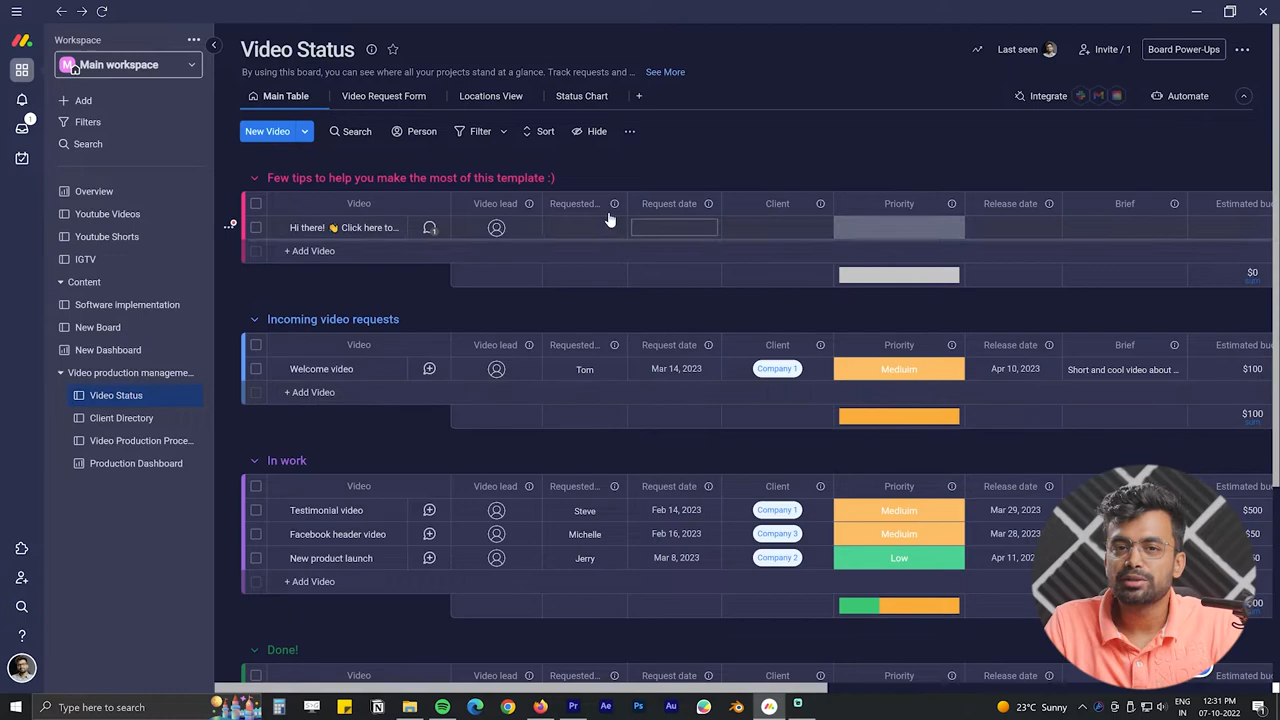 Workspace
M Main workspace
Add
Filters
Search
Overview
Youtube Videos
Youtube Shorts
IGTV
Content
Software implementation
New Board
New Dashboard
Video production manageme...
Video Status
Client Directory
Video Production Proce...
Production Dashboard
1
?
Video Status
Last seen
Invite / 1
Board Power-Ups
By using this board, you can see where all your projects stand at a glance. Track requests and ... See More
Main Table
Video Request Form
Locations View
Status Chart
+
Integrate
Automate
New Video
Search
Person
Filter
Sort
Hide
Few tips to help you make the most of this template :)
Video Video lead Requested... Request date Client Priority Release date Brief Estimated bu
Hi there! 👋 Click here to...
+ Add Video
$0
sum
Incoming video requests
Video Video lead Requested... Request date Client Priority Release date Brief Estimated bu
Welcome video Tom Mar 14, 2023 Company 1 Mediuim Apr 10, 2023 Short and cool video about ... $100
+ Add Video
$100
sum
In work
Video Video lead Requested... Request date Client Priority Release date
Testimonial video Steve Feb 14, 2023 Company 1 Mediuim Mar 29, 2023 $500
Facebook header video Michelle Feb 16, 2023 Company 3 Mediuim Mar 28, 2023 $50
New product launch Jerry Mar 8, 2023 Company 2 Low Apr 11, 202
+ Add Video
Done!
Video Video lead Requested... Request date Client Priority Release date
Type here to search
23°C Sunny
ENG
IN
12:31 PM
07-10-2022